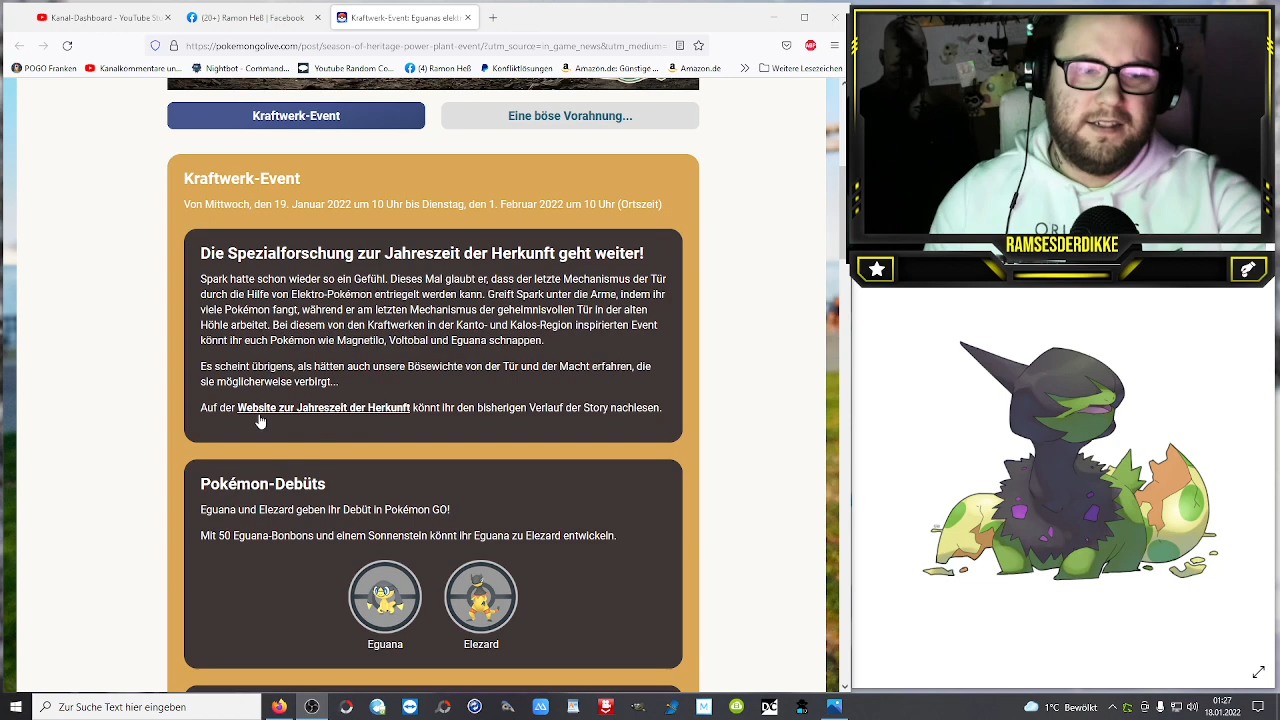 Kanal-Dashboard - YouTube S
(20+) Facebook
Kraftwerk-Event: Eguanas elektr
https://pokemongolive.com/season-of-heritage-power-plant-event/?utm_source=in_game_news&utm_medium=
ABP
POGO Franken
Kanalkommentare un...
Nightbot - Command...
YouTube
(4) Ramon Heß
Konfliktlösungen
Amazon.de: Günstige ...
Amazon.de
Weitere Lesezeichen
Kraftwerk-Event
Eine böse Vorahnung...
Kraftwerk-Event
Von Mittwoch, den 19. Januar 2022 um 10 Uhr bis Dienstag, den 1. Februar 2022 um 10 Uhr (Ortszeit)
Die Spezialforschung der Jahreszeit der Herkunft geht weiter!
Spark hatte schon wieder so ein Gefühl. Dieses Mal glaubt er, dass der letzte Mechanismus der Tür
durch die Hilfe von Elektro-Pokémon entriegelt werden kann. Greift Spark unter die Arme, indem ihr
viele Pokémon fangt, während er am letzten Mechanismus der geheimnisvollen Tür in der alten
Höhle arbeitet. Bei diesem von den Kraftwerken in der Kanto- und Kalos-Region inspirierten Event
könnt ihr euch Pokémon wie Magnetilo, Voltobal und Eguana schnappen.
Es scheint übrigens, als hätten auch unsere Bösewichte von der Tür und der Macht erfahren, die
sie möglicherweise verbirgt...
Auf der Website zur Jahreszeit der Herkunft könnt ihr den bisherigen Verlauf der Story nachlesen.
Pokémon-Debüts
Eguana und Elezard geben ihr Debüt in Pokémon GO!
Mit 50 Eguana-Bonbons und einem Sonnenstein könnt ihr Eguana zu Elezard entwickeln.
Eguana
Elezard
RAMSESDERDIKKE
Zur Suche Text hier eingeben
1°C Bewölkt
01:27
18.01.2022